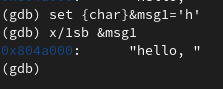 (gdb) set {char}&msg1='h'
(gdb) x/1sb &msg1
0x804a000:      "hello, "
(gdb)